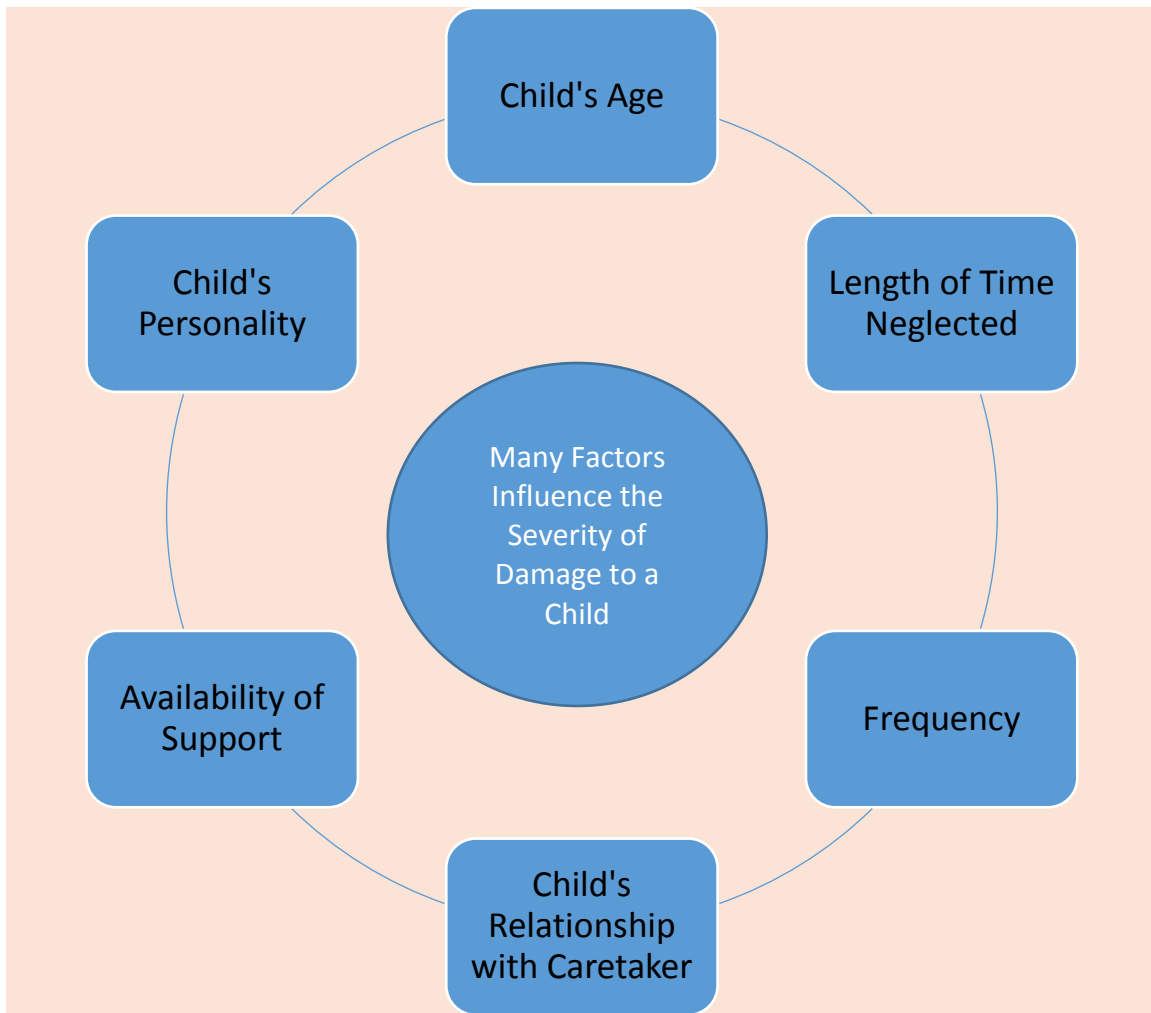 Child's Age
Length of Time
Neglected
Frequency
Child's
Relationship
with Caretaker
Availability of
Support
Child's
Personality
Many Factors
Influence the
Severity of
Damage to a
Child